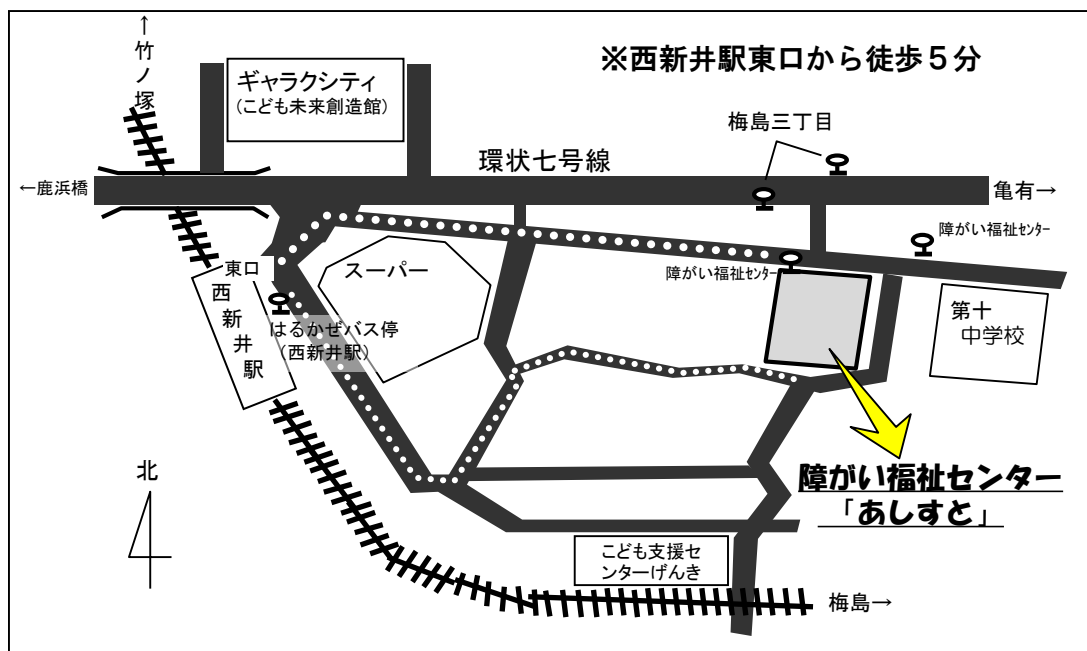 ※西新井駅東口から徒歩５分
↑竹ノ塚
ギャラクシティ
（こども未来創造館）
梅島三丁目
環状七号線
←鹿浜橋
亀有→
障がい福祉ｾﾝﾀｰ
障がい福祉ｾﾝﾀｰ
東口
西新井駅
スーパー
はるかぜバス停
（西新井駅）
第十
中学校
北
障がい福祉センター
「あしすと」
こども支援セ
ンターげんき
梅島→